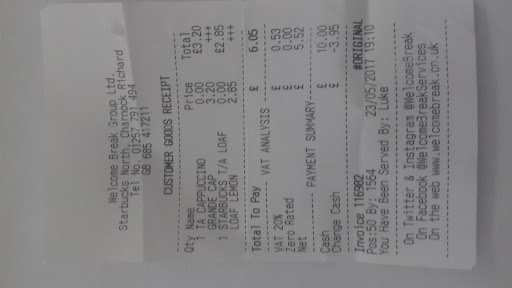 Welcome Break Group Ltd.
Starbucks North, Charnock Richard
Tel No. 01257 791 494
GB 685 417211
CUSTOMER GOODS RECEIPT
Qty Name Price Total
1 TA CAPPUCCINO 0.00 £3.20
GRANDE CAP 3.20 +++
1 STARBUCKS T/A LOAF 0.00 £2.85
LOAF LEMON 2.85 +++
Total To Pay £ 6.05
VAT ANALYSIS
VAT 20% £ 0.53
Zero Rated £ 0.00
Net £ 5.52
PAYMENT SUMMARY
Cash £ 10.00
Change Cash £ -3.95
#ORIGINAL
Invoice 116982 23/05/2017 19:10
Pos:50 By: 1564
You Have Been Served By: Luke
On Twitter & Instagram @WelcomeBreak
On Facebook @WelcomeBreakServices
On the web www.welcomebreak.co.uk